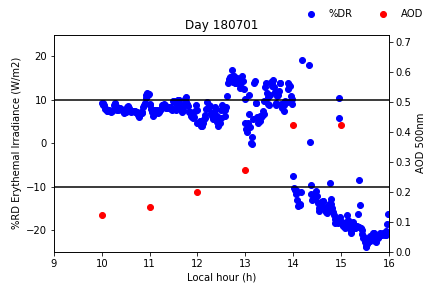 %DR AOD
Day 180701
%RD Erythemal Irradiance (W/m2)
20
10
0
−10
−20
0.7
0.6
0.5
0.4
0.3
0.2
0.1
0.0
AOD 500nm
9 10 11 12 13 14 15 16
Local hour (h)